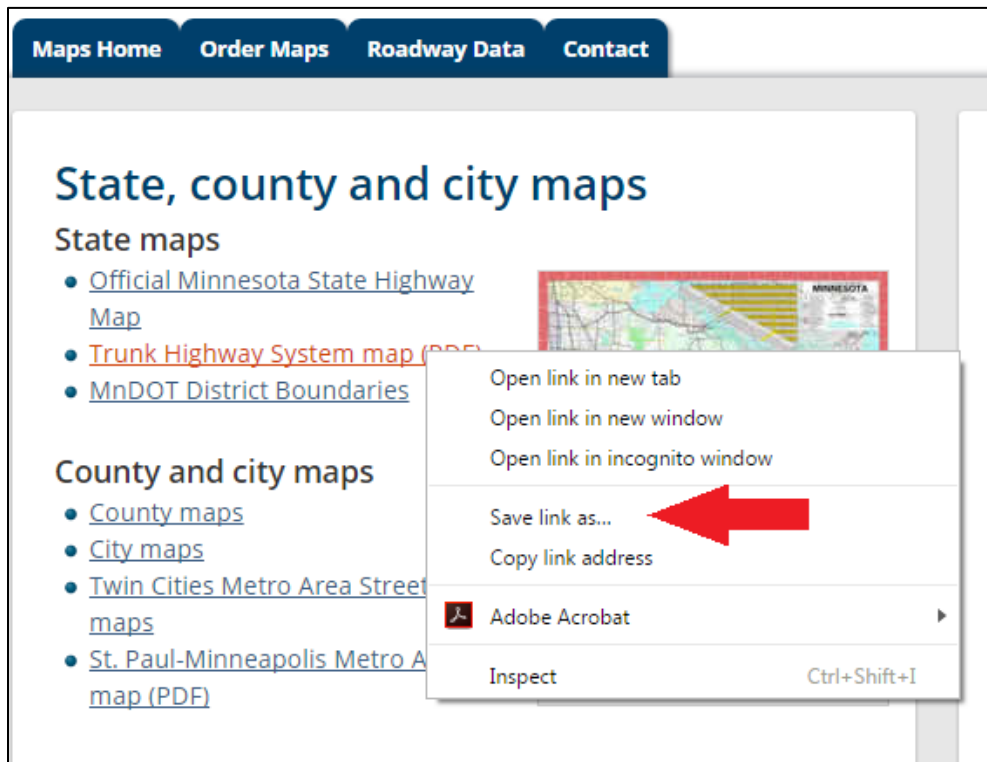 Maps Home Order Maps Roadway Data Contact
State, county and city maps
State maps
Official Minnesota State Highway
Map
Trunk Highway System map (PDF)
MnDOT District Boundaries
MINNESOTA
County and city maps
County maps
City maps
Twin Cities Metro Area Street
maps
St. Paul-Minneapolis Metro A
map (PDF)
Open link in new tab
Open link in new window
Open link in incognito window
Save link as...
Copy link address
Adobe Acrobat
Inspect Ctrl+Shift+I